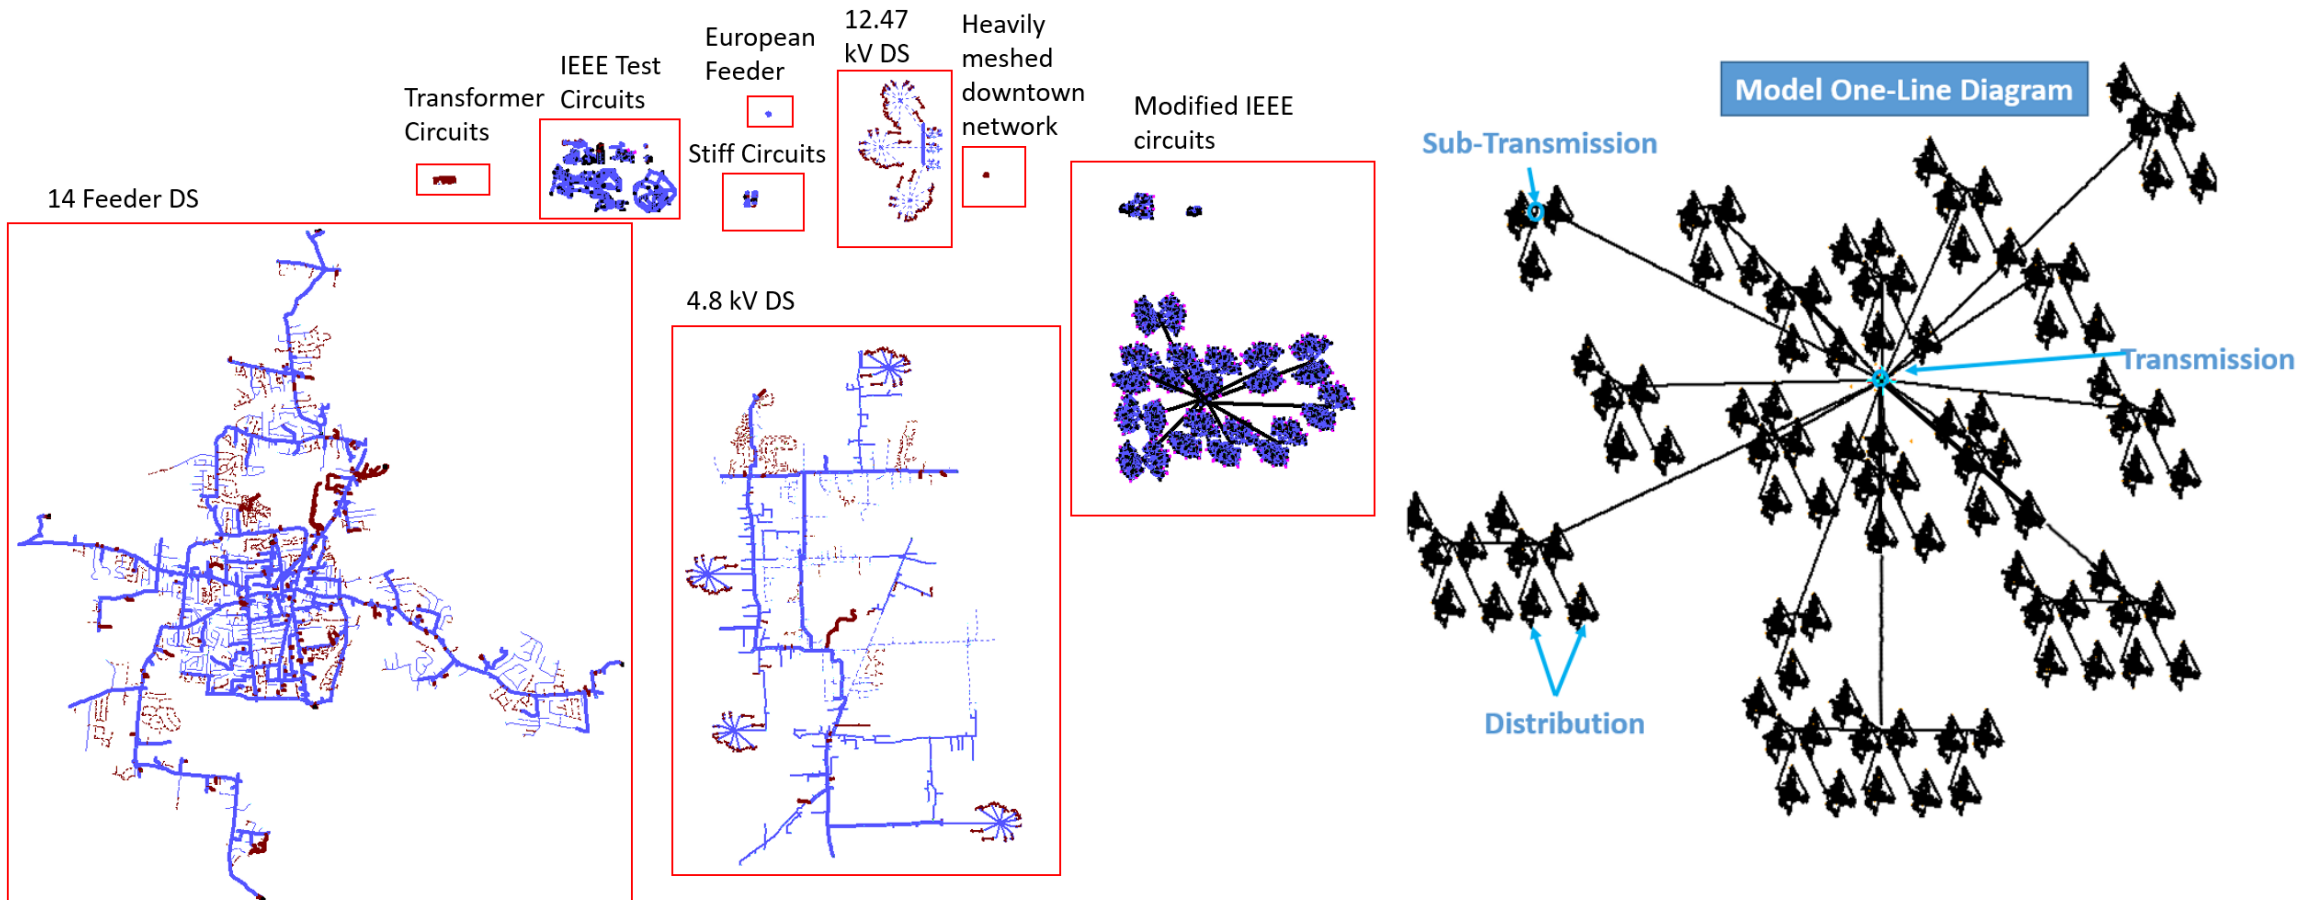 14 Feeder DS
Transformer
Circuits
IEEE Test
Circuits
European
Feeder
Stiff Circuits
12.47
kV DS
Heavily
meshed
downtown
network
Modified IEEE
circuits
4.8 kV DS
Model One-Line Diagram
Sub-Transmission
Transmission
Distribution